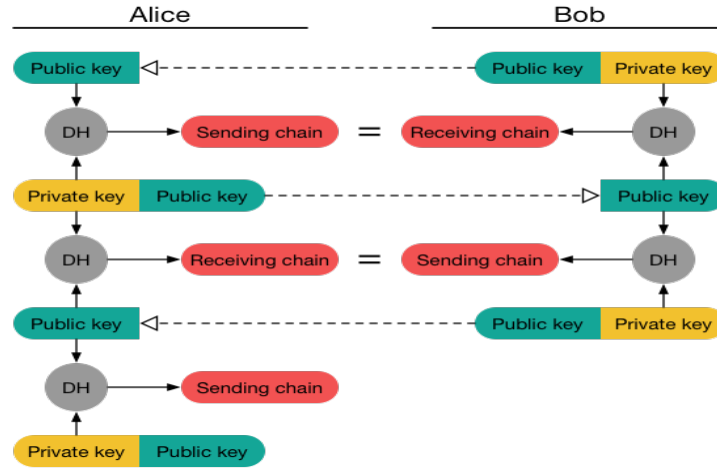 Alice Bob
Public key Public key Private key
DH Sending chain = Receiving chain DH
Private key Public key Public key
DH Receiving chain = Sending chain DH
Public key Public key Private key
DH Sending chain
Private key Public key